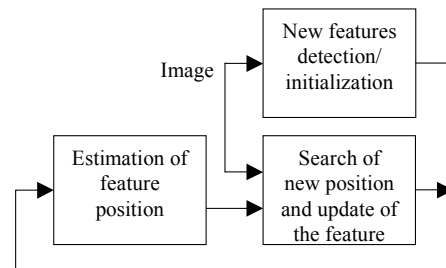 New features
detection/
initialization
Image
Estimation of
feature
position
Search of
new position
and update of
the feature